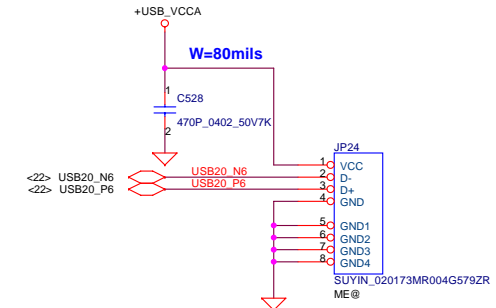 +USB_VCCA
W=80mils
1
C528
470P_0402_50V7K
2
JP24
<22> USB20_N6 USB20_N6
<22> USB20_P6 USB20_P6
1 VCC
2 D-
3 D+
4 GND
5 GND1
6 GND2
7 GND3
8 GND4
SUYIN_020173MR004G579ZR
ME@